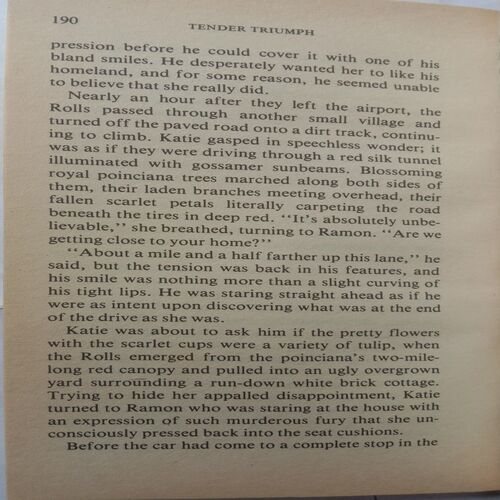 190
TENDER TRIUMPH
pression before he could cover it with one of his
bland smiles. He desperately wanted her to like his
homeland, and for some reason, he seemed unable
to believe that she really did.
Nearly an hour after they left the airport, the
Rolls passed through another small village and
turned off the paved road onto a dirt track, continu-
ing to climb. Katie gasped in speechless wonder; it
was as if they were driving through a red silk tunnel
illuminated with gossamer sunbeams. Blossoming
royal poinciana trees marched along both sides of
them, their laden branches meeting overhead, their
fallen scarlet petals literally carpeting the road
beneath the tires in deep red. "It's absolutely unbe-
lievable," she breathed, turning to Ramon. "Are we
getting close to your home?"
"About a mile and a half farther up this lane," he
said, but the tension was back in his features, and
his smile was nothing more than a slight curving of
his tight lips. He was staring straight ahead as if he
were as intent upon discovering what was at the end
of the drive as she was.
Katie was about to ask him if the pretty flowers
with the scarlet cups were a variety of tulip, when
the Rolls emerged from the poinciana's two-mile-
long red canopy and pulled into an ugly overgrown
yard surrounding a run-down white brick cottage.
Trying to hide her appalled disappointment, Katie
turned to Ramon who was staring at the house with
an expression of such murderous fury that she un-
consciously pressed back into the seat cushions.
Before the car had come to a complete stop in the